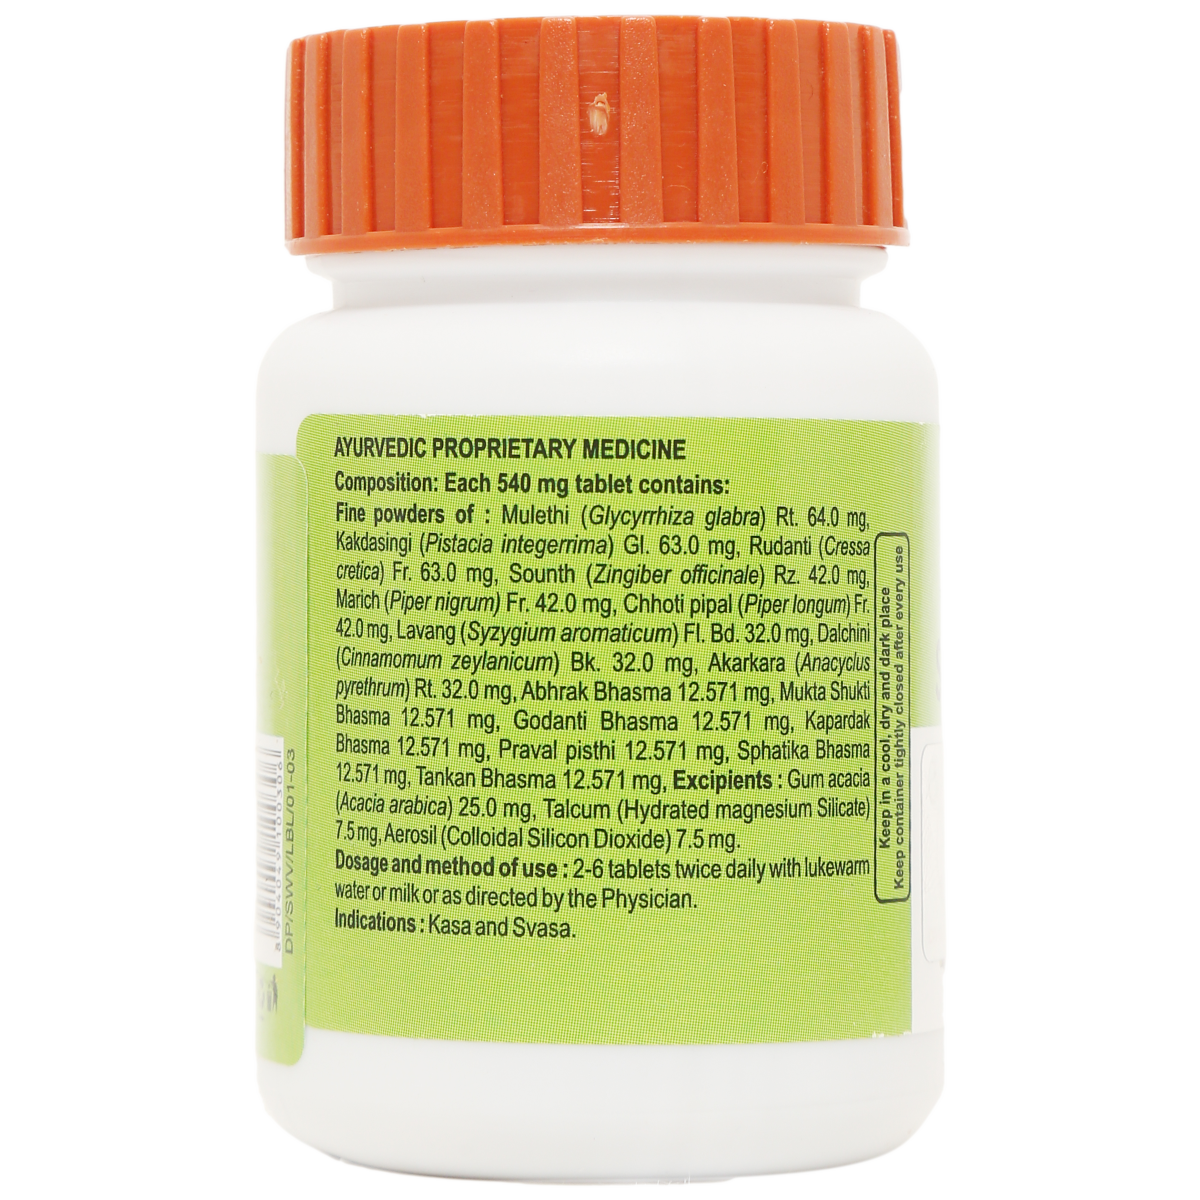 AYURVEDIC PROPRIETARY MEDICINE
Composition: Each 540 mg tablet contains:
Fine powders of : Mulethi (Glycyrrhiza glabra) Rt. 64.0 mg,
Kakdasingi (Pistacia integerrima) Gl. 63.0 mg, Rudanti (Cressa
cretica) Fr. 63.0 mg, Sounth (Zingiber officinale) Rz. 42.0 mg,
Marich (Piper nigrum) Fr. 42.0 mg, Chhoti pipal (Piper longum) Fr.
42.0 mg, Lavang (Syzygium aromaticum) Fl. Bd. 32.0 mg, Dalchini
(Cinnamomum zeylanicum) Bk. 32.0 mg, Akarkara (Anacyclus
pyrethrum) Rt. 32.0 mg, Abhrak Bhasma 12.571 mg, Mukta Shukti
Bhasma 12.571 mg, Godanti Bhasma 12.571 mg, Kapardak
Bhasma 12.571 mg, Praval pisthi 12.571 mg, Sphatika Bhasma
12.571 mg, Tankan Bhasma 12.571 mg, Excipients : Gum acacia
(Acacia arabica) 25.0 mg, Talcum (Hydrated magnesium Silicate)
7.5 mg, Aerosil (Colloidal Silicon Dioxide) 7.5 mg.
Dosage and method of use : 2-6 tablets twice daily with lukewarm
water or milk or as directed by the Physician.
Indications : Kasa and Svasa.
Keep in a cool, dry and dark place
Keep container tightly closed after every use
DP/SWV/LBL/01-03